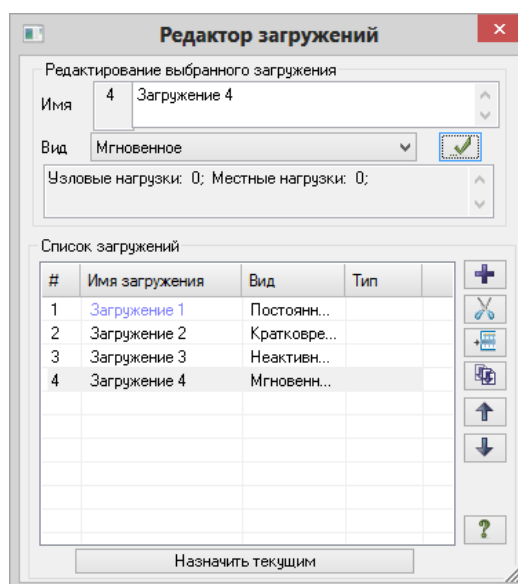 Редактор загружений
Редактирование выбранного загружения
Имя 4 Загружение 4
Вид Мгновенное
Узловые нагрузки: 0; Местные нагрузки: 0;
Список загружений
# Имя загружения Вид Тип
1 Загружение 1 Постоянн...
2 Загружение 2 Кратковре...
3 Загружение 3 Неактивн...
4 Загружение 4 Мгновенн...
Назначить текущим